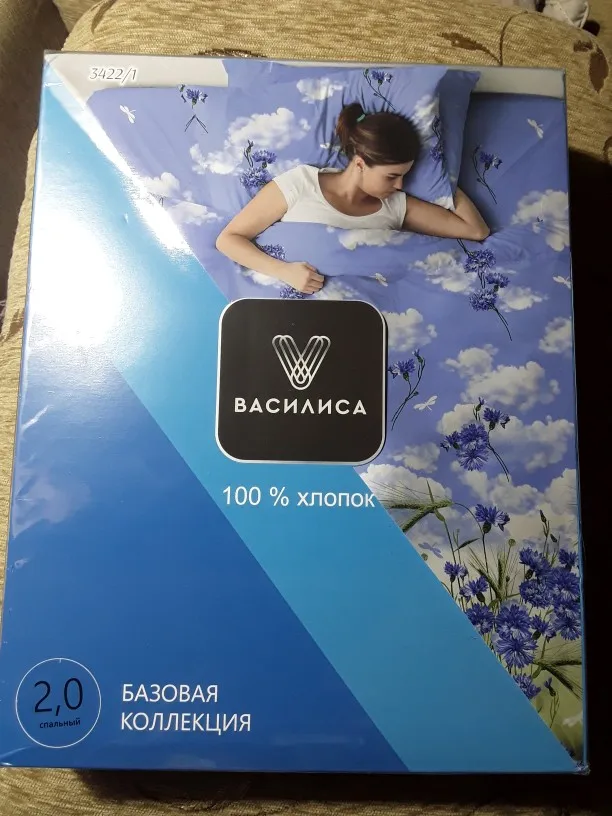 3422/1
ВАСИЛИСА
100 % хлопок
2,0
спальный
БАЗОВАЯ
КОЛЛЕКЦИЯ